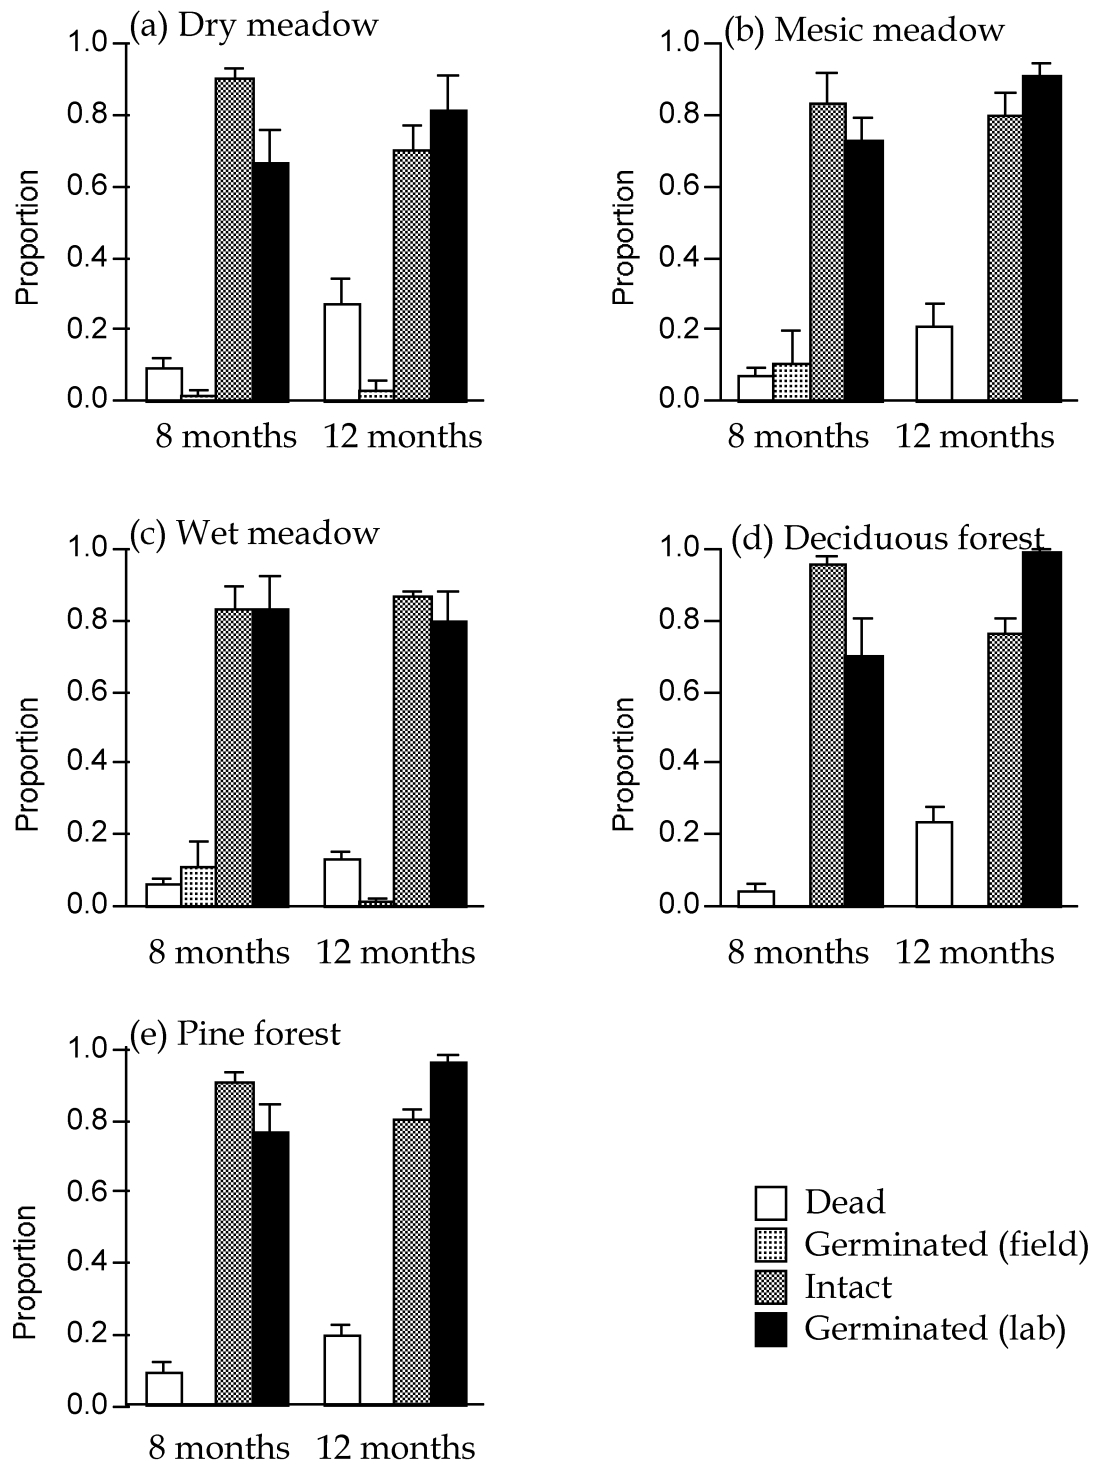 (a) Dry meadow
1.0
0.8
0.6
0.4
0.2
0.0
Proportion
8 months 12 months
(b) Mesic meadow
1.0
0.8
0.6
0.4
0.2
0.0
Proportion
8 months 12 months
(c) Wet meadow
1.0
0.8
0.6
0.4
0.2
0.0
Proportion
8 months 12 months
(d) Deciduous forest
1.0
0.8
0.6
0.4
0.2
0.0
Proportion
8 months 12 months
(e) Pine forest
1.0
0.8
0.6
0.4
0.2
0.0
Proportion
8 months 12 months
Dead
Germinated (field)
Intact
Germinated (lab)